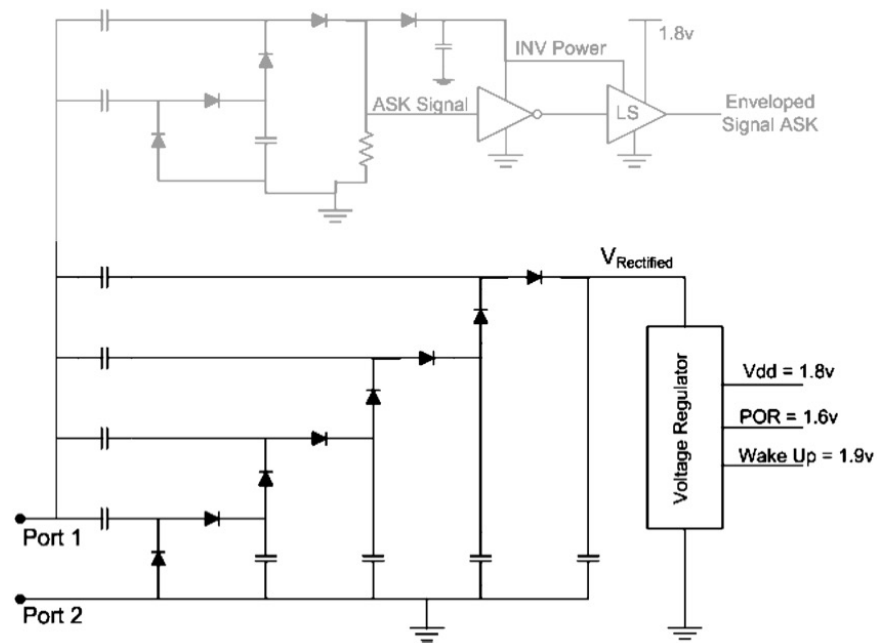 1.8v
INV Power
ASK Signal
LS
Enveloped
Signal ASK
VRectified
Voltage Regulator
Vdd = 1.8v
POR = 1.6v
Wake Up = 1.9v
Port 1
Port 2